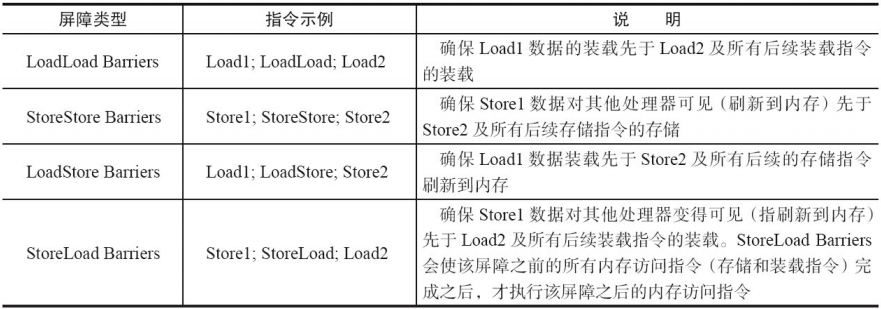 屏障类型 指令示例 说 明
LoadLoad Barriers Load1; LoadLoad; Load2 确保 Load1 数据的装载先于 Load2 及所有后续装载指令
的装载
StoreStore Barriers Store1; StoreStore; Store2 确保 Store1 数据对其他处理器可见（刷新到内存）先于
Store2 及所有后续存储指令的存储
LoadStore Barriers Load1; LoadStore; Store2 确保 Load1 数据装载先于 Store2 及所有后续的存储指令
刷新到内存
StoreLoad Barriers Store1; StoreLoad; Load2 确保 Store1 数据对其他处理器变得可见（指刷新到内存）
先于 Load2 及所有后续装载指令的装载。StoreLoad Barriers
会使该屏障之前的所有内存访问指令（存储和装载指令）完
成之后，才执行该屏障之后的内存访问指令